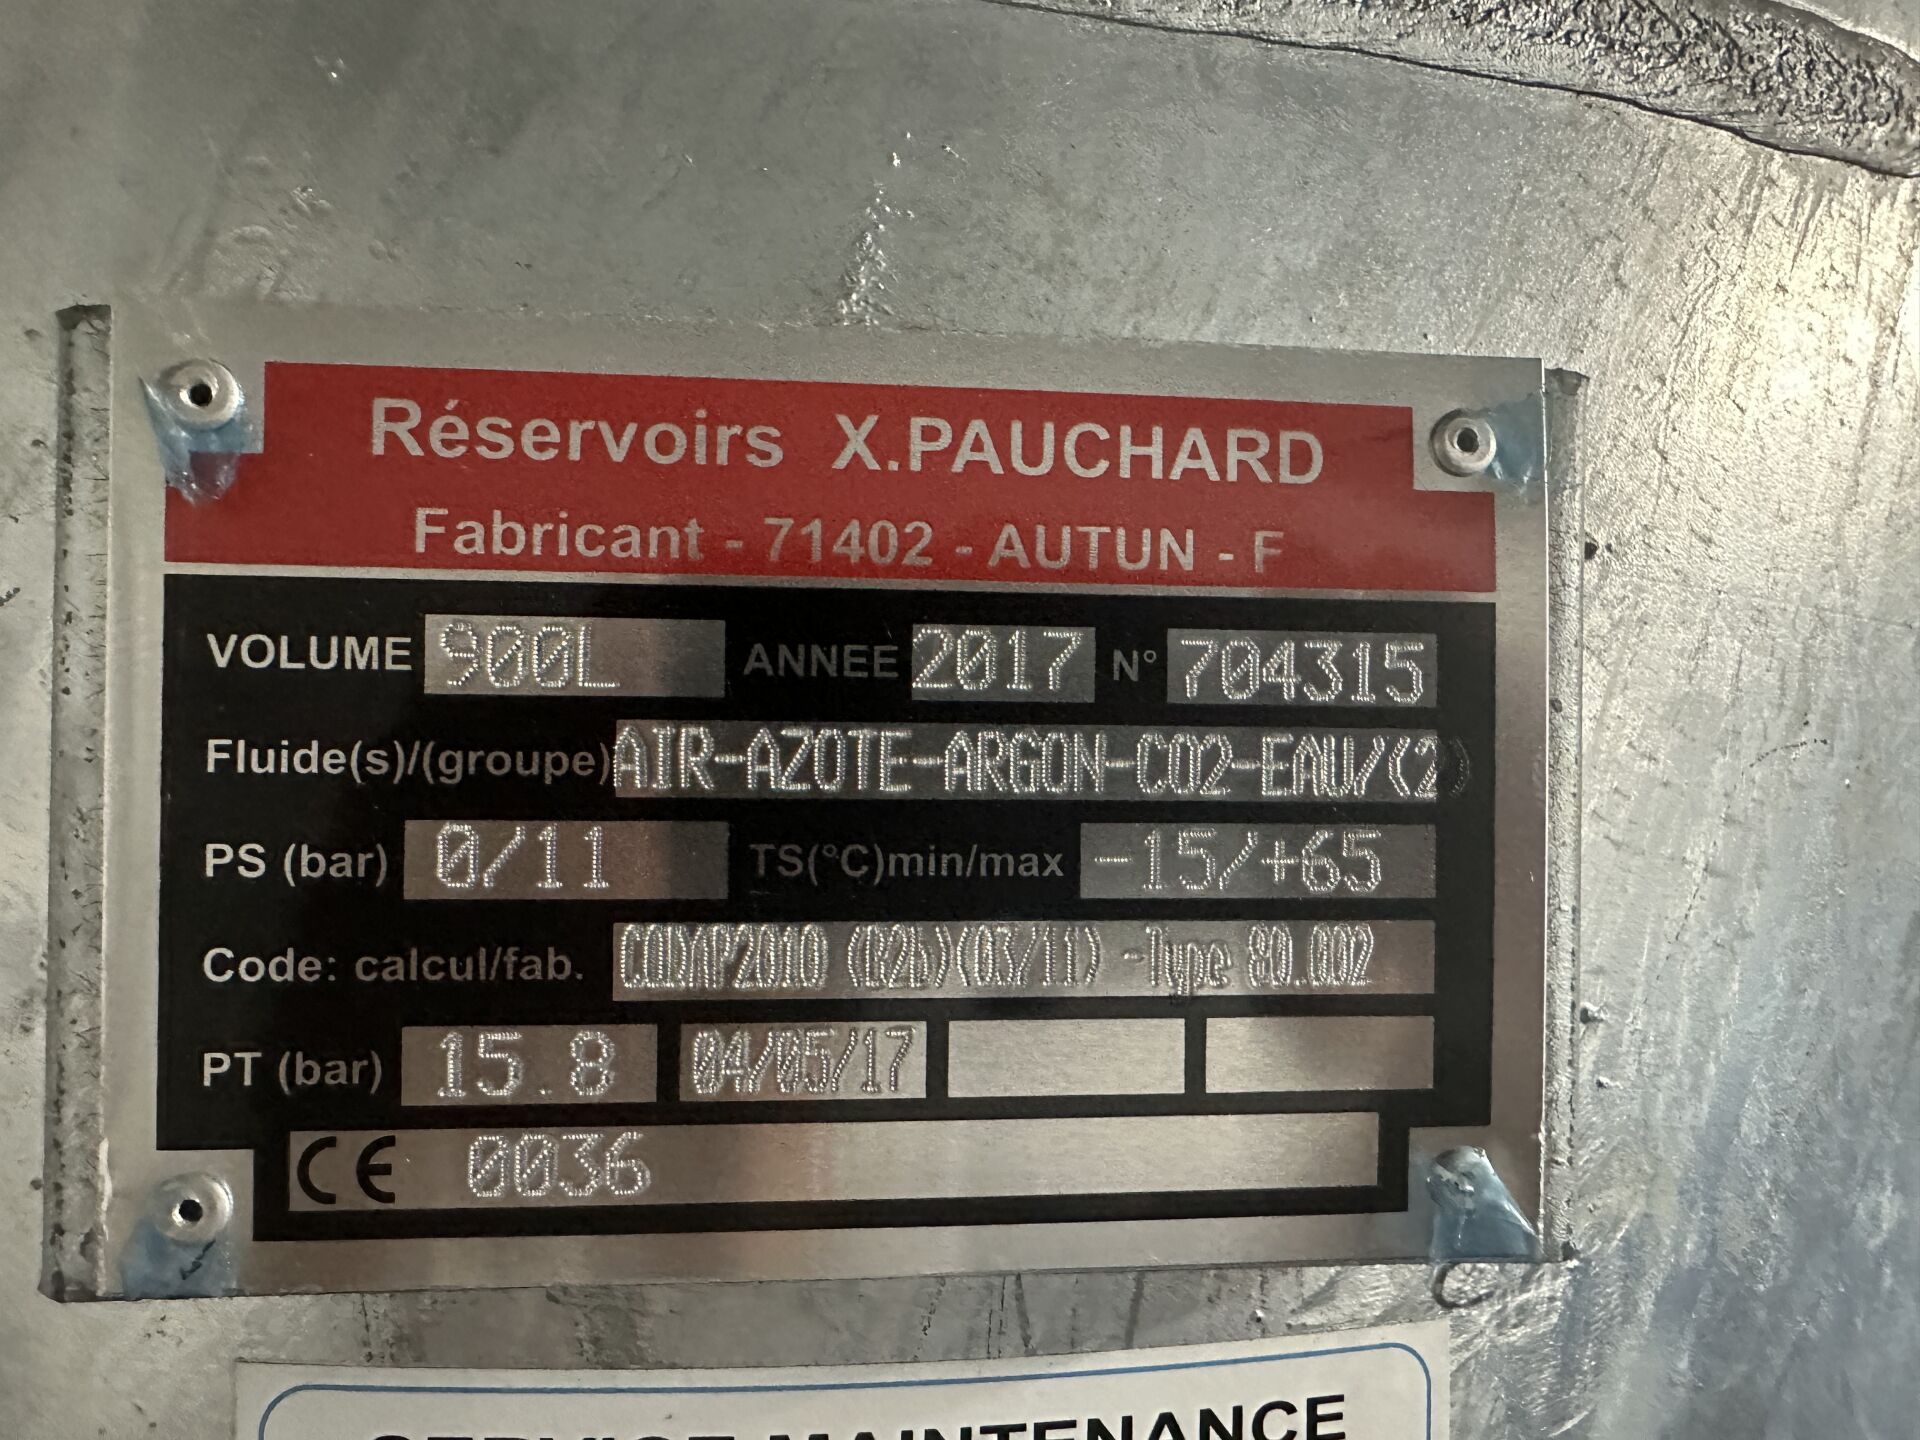 Réservoirs X.PAUCHARD
Fabricant - 71402 - AUTUN - F
VOLUME 900L ANNEE 2017 N° 704315
Fluide(s)/(groupe) AIR-AZOTE-ARGON-CO2-EAU/(2)
PS (bar) 0/11 TS(°C)min/max -15/+65
Code: calcul/fab. CODAP2010 (B2b)(03/11) -Type 80.002
PT (bar) 15.8 04/05/17
CE 0036
SERVICE MAINTENANCE